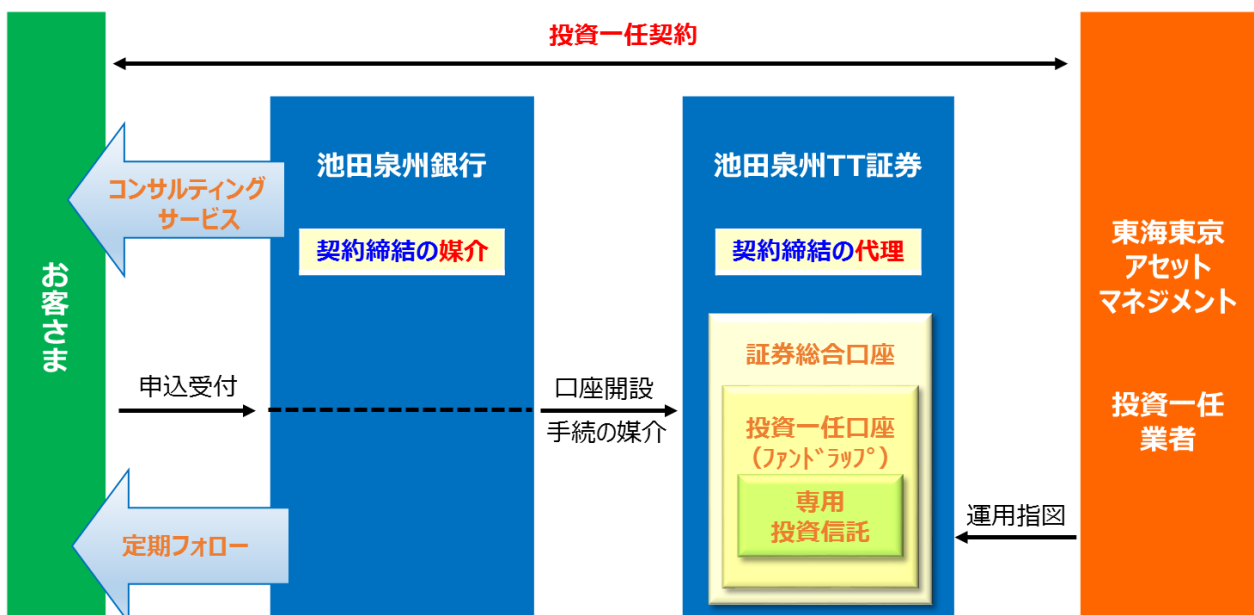 投資一任契約
お客さま
コンサルティング
サービス
申込受付
定期フォロー
池田泉州銀行
契約締結の媒介
口座開設
手続の媒介
池田泉州TT証券
契約締結の代理
証券総合口座
投資一任口座
(ﾌｧﾝﾄﾞﾗｯﾌﾟ)
専用
投資信託
運用指図
東海東京
アセット
マネジメント
投資一任
業者